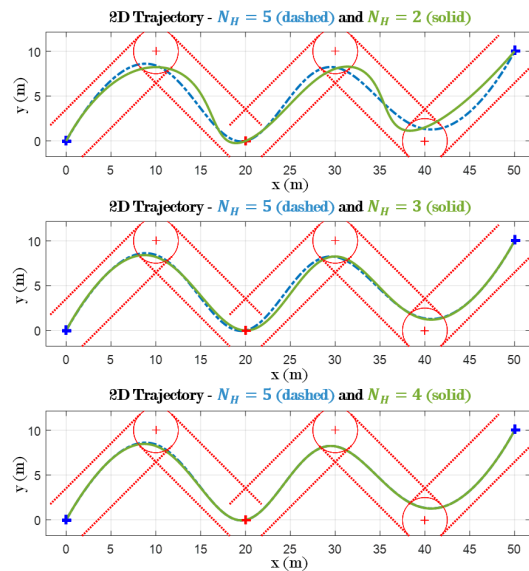 2D Trajectory - N_H = 5 (dashed) and N_H = 2 (solid)
10
5
0
y (m)
0 5 10 15 20 25 30 35 40 45 50
x (m)
2D Trajectory - N_H = 5 (dashed) and N_H = 3 (solid)
10
5
0
y (m)
0 5 10 15 20 25 30 35 40 45 50
x (m)
2D Trajectory - N_H = 5 (dashed) and N_H = 4 (solid)
10
5
0
y (m)
0 5 10 15 20 25 30 35 40 45 50
x (m)